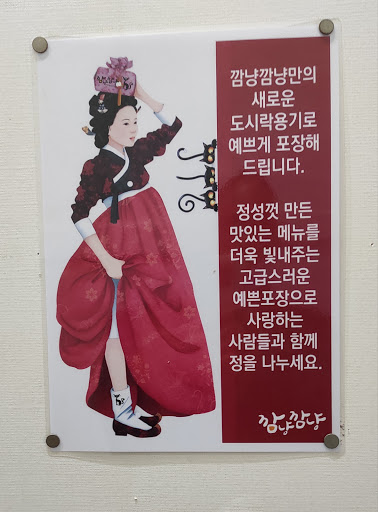 깜냥깜냥만의
새로운
도시락용기로
예쁘게 포장해
드립니다.
정성껏 만든
맛있는 메뉴를
더욱 빛내주는
고급스러운
예쁜포장으로
사랑하는
사람들과 함께
정을 나누세요.
깜냥깜냥